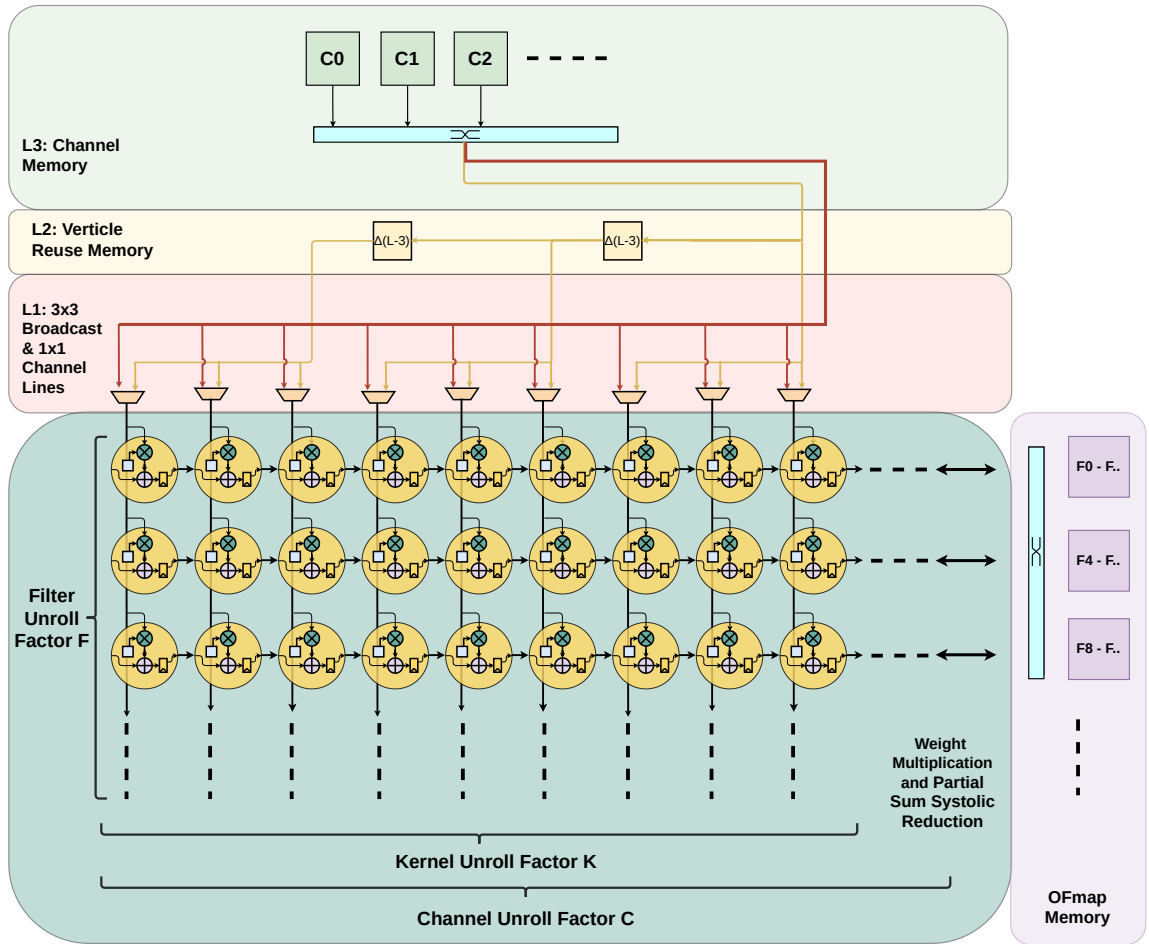 C0
C1
C2
L3: Channel
Memory
L2: Verticle
Reuse Memory
Δ(L-3)
Δ(L-3)
L1: 3x3
Broadcast
& 1x1
Channel
Lines
F0 - F..
F4 - F..
F8 - F..
Filter
Unroll
Factor F
Weight
Multiplication
and Partial
Sum Systolic
Reduction
Kernel Unroll Factor K
Channel Unroll Factor C
OFmap
Memory